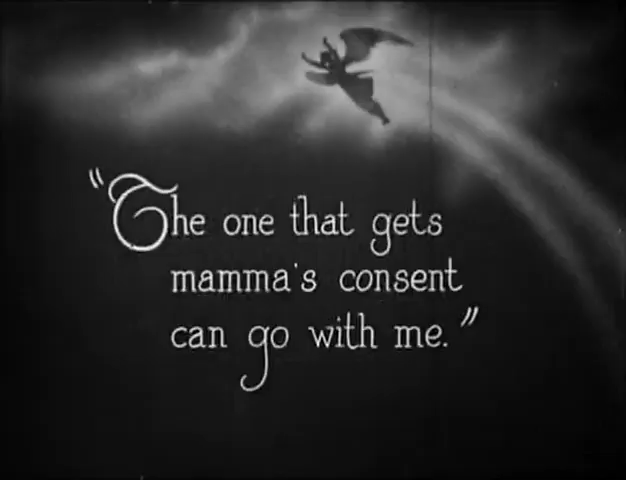 "The one that gets
mamma's consent
can go with me."